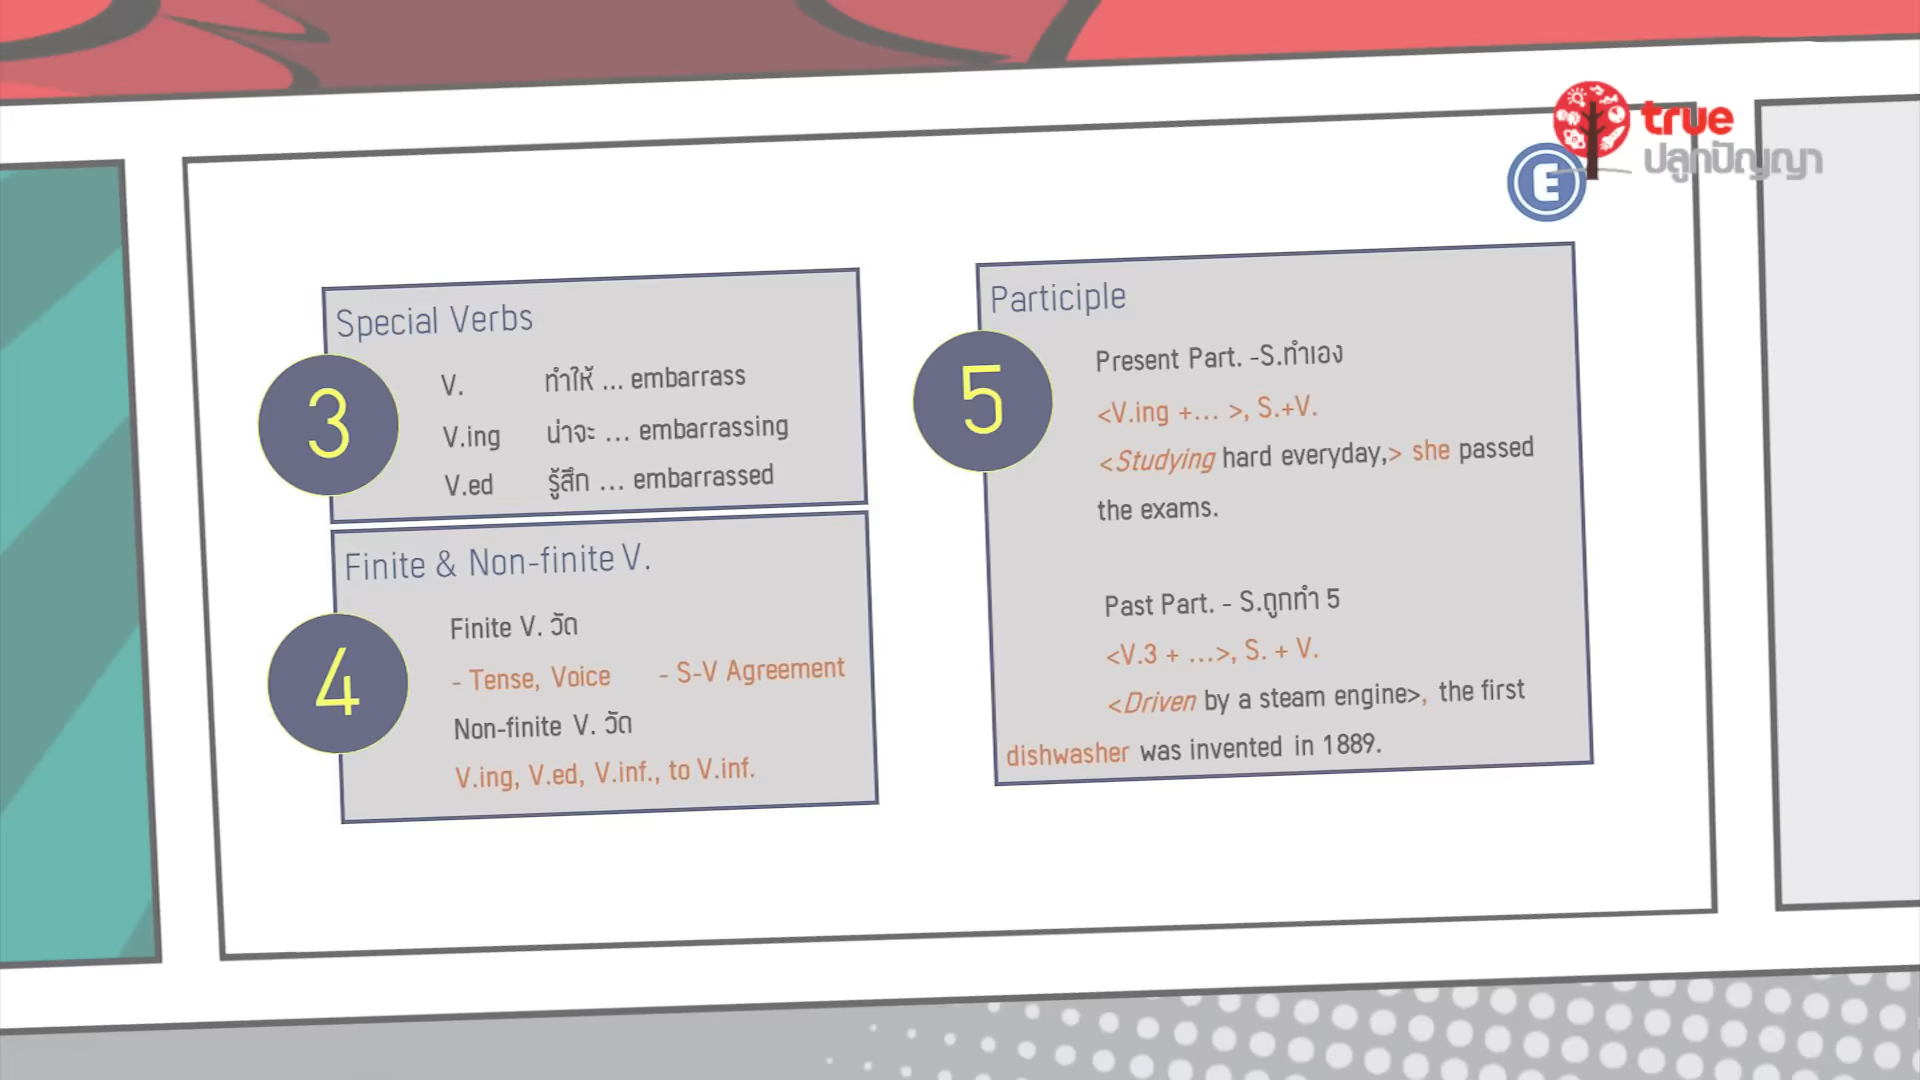 true
ปลูกปัญญา
E
Special Verbs
3
V. ทำให้ ... embarrass
V.ing น่าจะ ... embarrassing
V.ed รู้สึก ... embarrassed
Finite & Non-finite V.
4
Finite V. วัด
- Tense, Voice - S-V Agreement
Non-finite V. วัด
V.ing, V.ed, V.inf., to V.inf.
Participle
5
Present Part. -S.ทำเอง
<V.ing +... >, S.+V.
<Studying hard everyday,> she passed
the exams.
Past Part. - S.ถูกทำ 5
<V.3 + ...>, S. + V.
<Driven by a steam engine>, the first
dishwasher was invented in 1889.